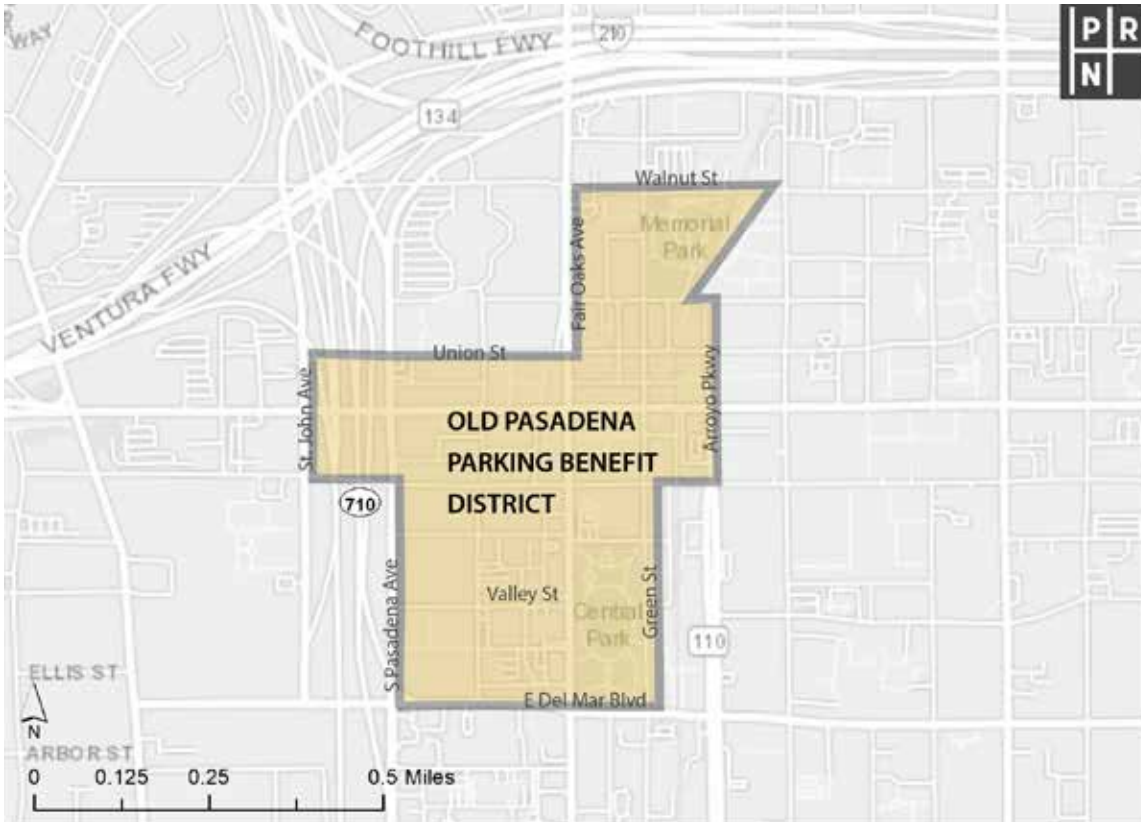 WAY
FOOTHILL FWY
210
P R
N
134
Walnut St
Memorial
Park
Fair Oaks Ave
VENTURA FWY
Union St
St. John Ave
Arroyo Pkwy
OLD PASADENA
PARKING BENEFIT
DISTRICT
710
S Pasadena Ave
Valley St
Central
Park
Green St
110
ELLIS ST
E Del Mar Blvd
N
ARBOR ST
0 0.125 0.25 0.5 Miles